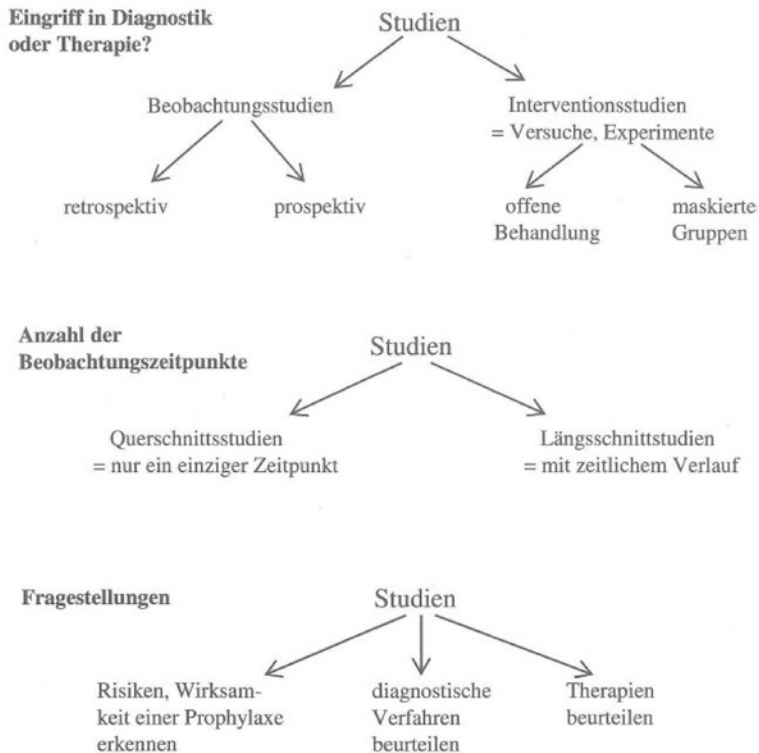 Eingriff in Diagnostik
oder Therapie?
Studien
Beobachtungsstudien
Interventionsstudien
= Versuche, Experimente
retrospektiv
prospektiv
offene
Behandlung
maskierte
Gruppen
Anzahl der
Beobachtungszeitpunkte
Studien
Querschnittsstudien
= nur ein einziger Zeitpunkt
Längsschnittstudien
= mit zeitlichem Verlauf
Fragestellungen
Studien
Risiken, Wirksam-
keit einer Prophylaxe
erkennen
diagnostische
Verfahren
beurteilen
Therapien
beurteilen